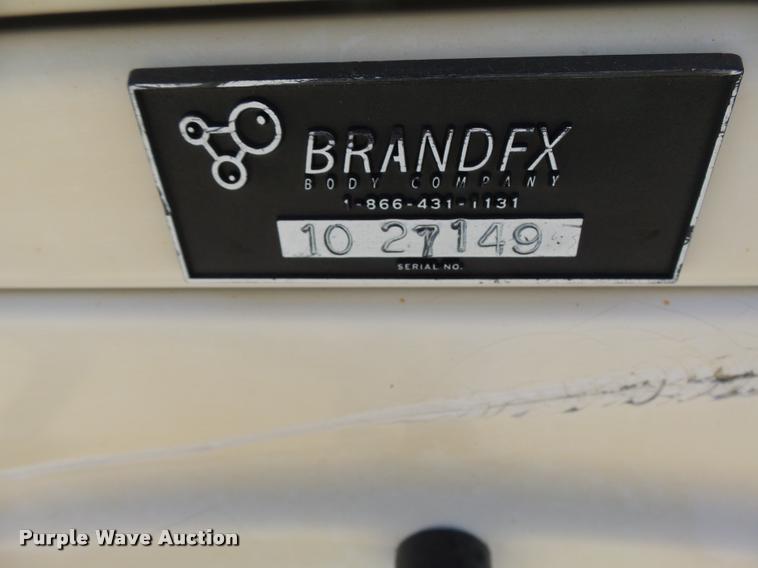 BRANDFX
BODY COMPANY
1-866-431-1131
10 27149
SERIAL NO.
Purple Wave Auction